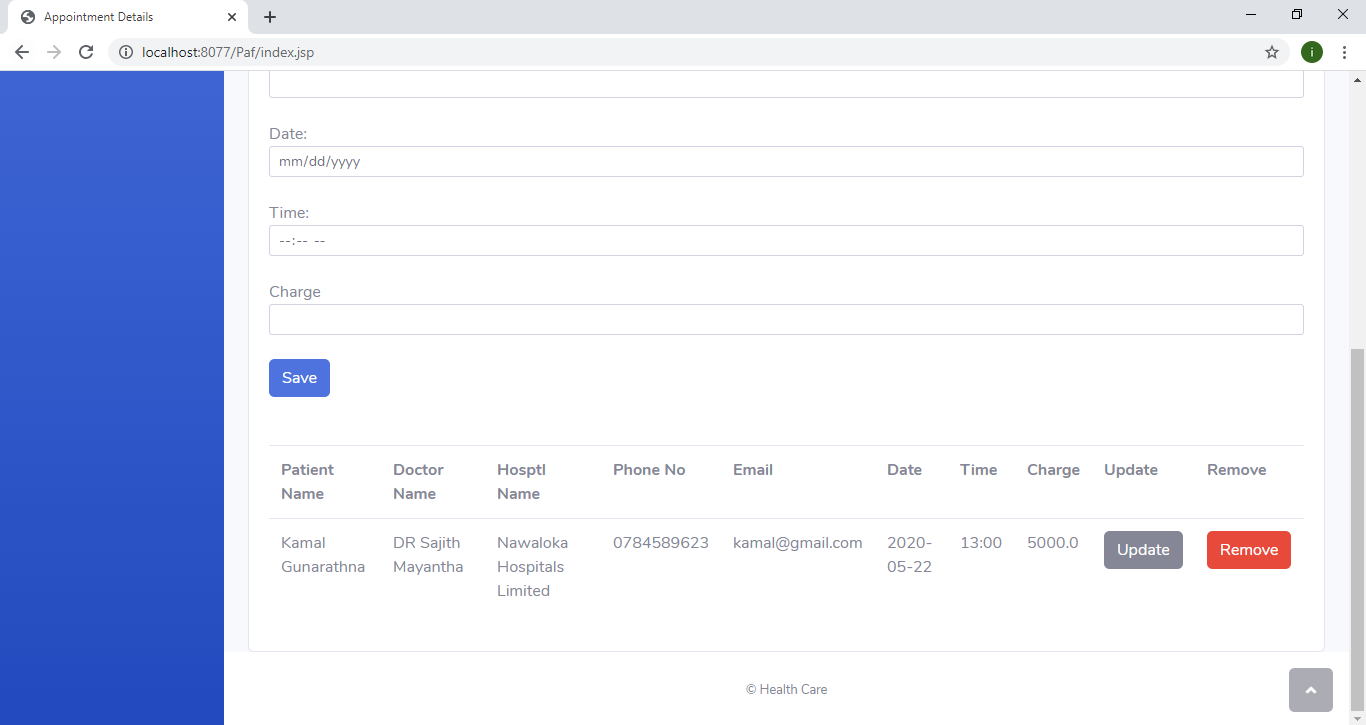 Appointment Details
localhost:8077/Paf/index.jsp
i
Date:
mm/dd/yyyy
Time:
--:-- --
Charge
Save
Patient Name Doctor Name Hosptl Name Phone No Email Date Time Charge Update Remove
Kamal Gunarathna DR Sajith Mayantha Nawaloka Hospitals Limited 0784589623 kamal@gmail.com 2020-05-22 13:00 5000.0 Update Remove
© Health Care